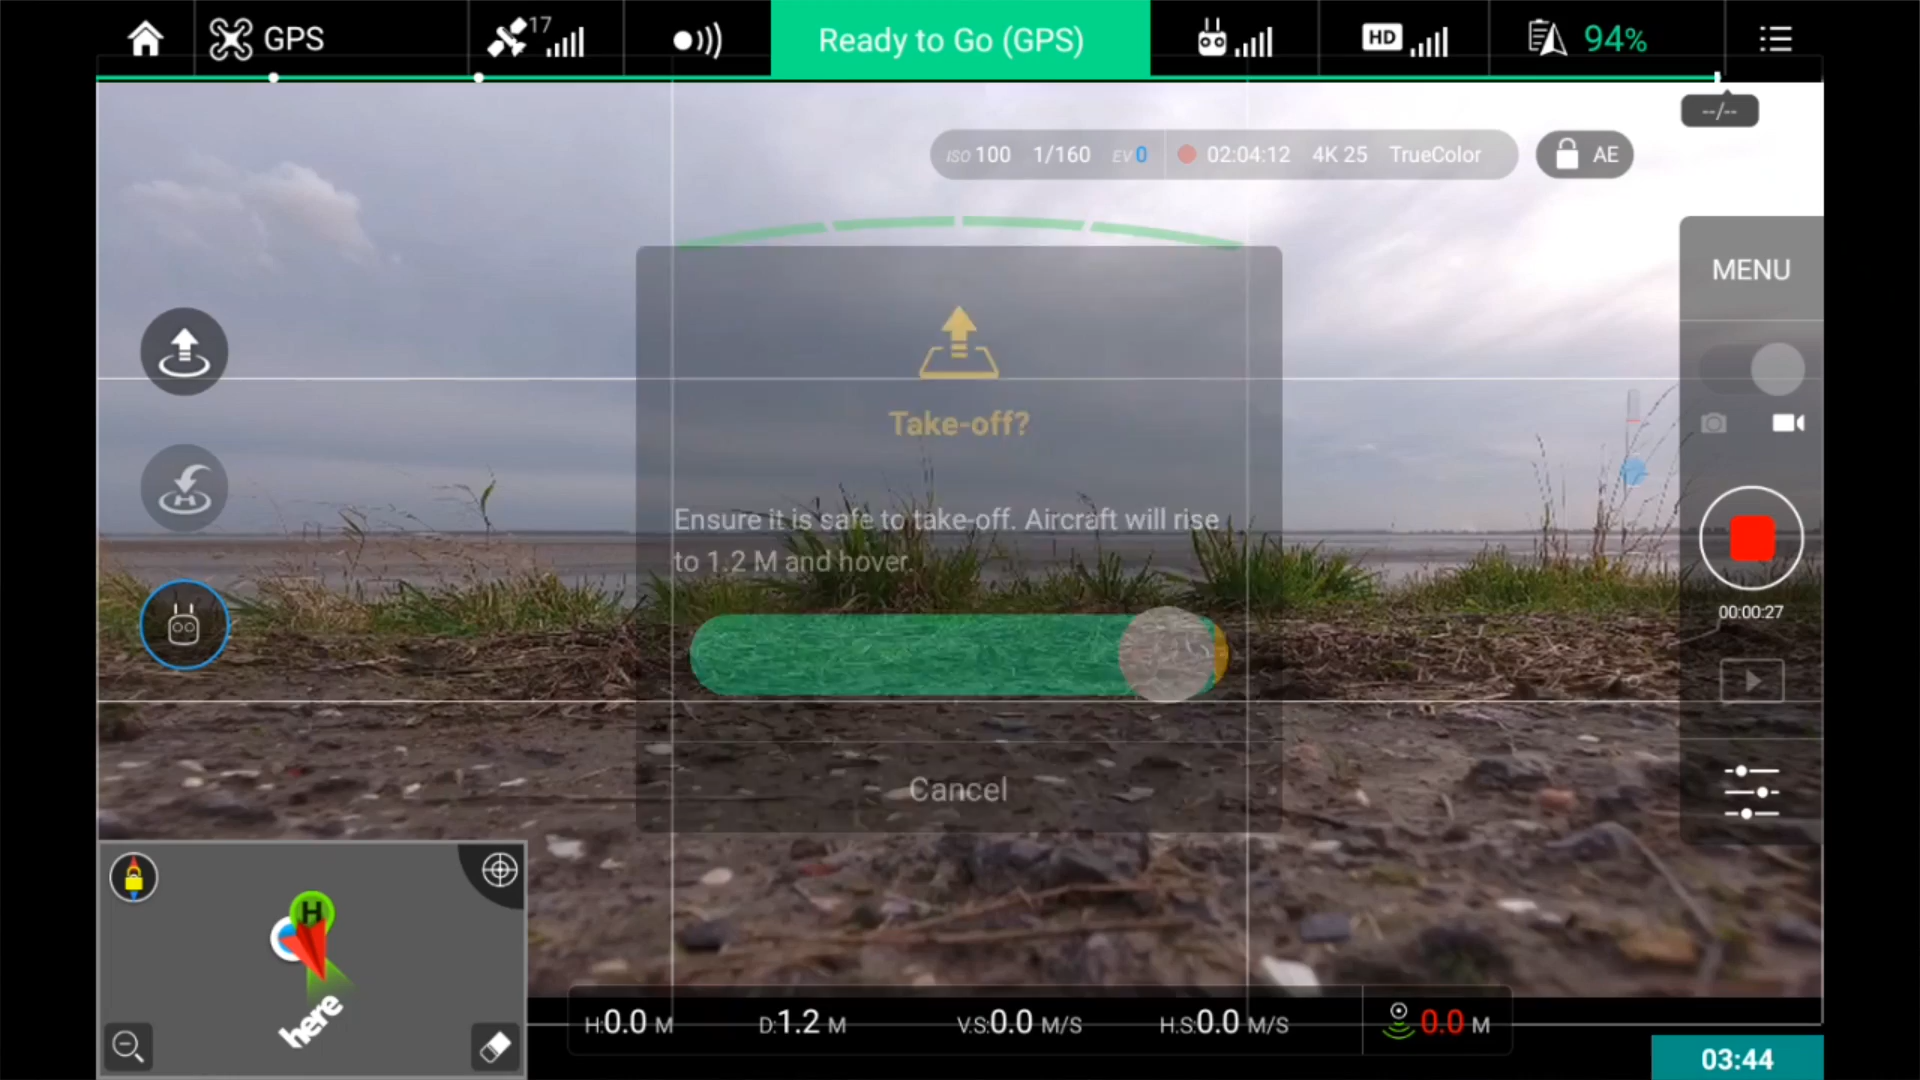 GPS
17
Ready to Go (GPS)
HD
94%
--/--
ISO 100 1/160 EV 0 02:04:12 4K 25 TrueColor
AE
MENU
Take-off?
Ensure it is safe to take-off. Aircraft will rise
to 1.2 M and hover.
00:00:27
Cancel
H
here
H:0.0 M D:1.2 M V.S:0.0 M/S H.S:0.0 M/S 0.0 M
03:44